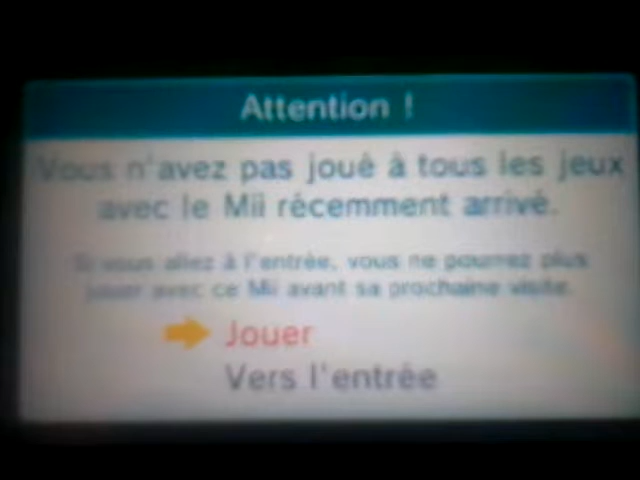 Attention !
Vous n'avez pas joué à tous les jeux
avec le Mii récemment arrivé.
Si vous allez à l'entrée, vous ne pourrez plus
jouer avec ce Mii avant sa prochaine visite.
Jouer
Vers l'entrée